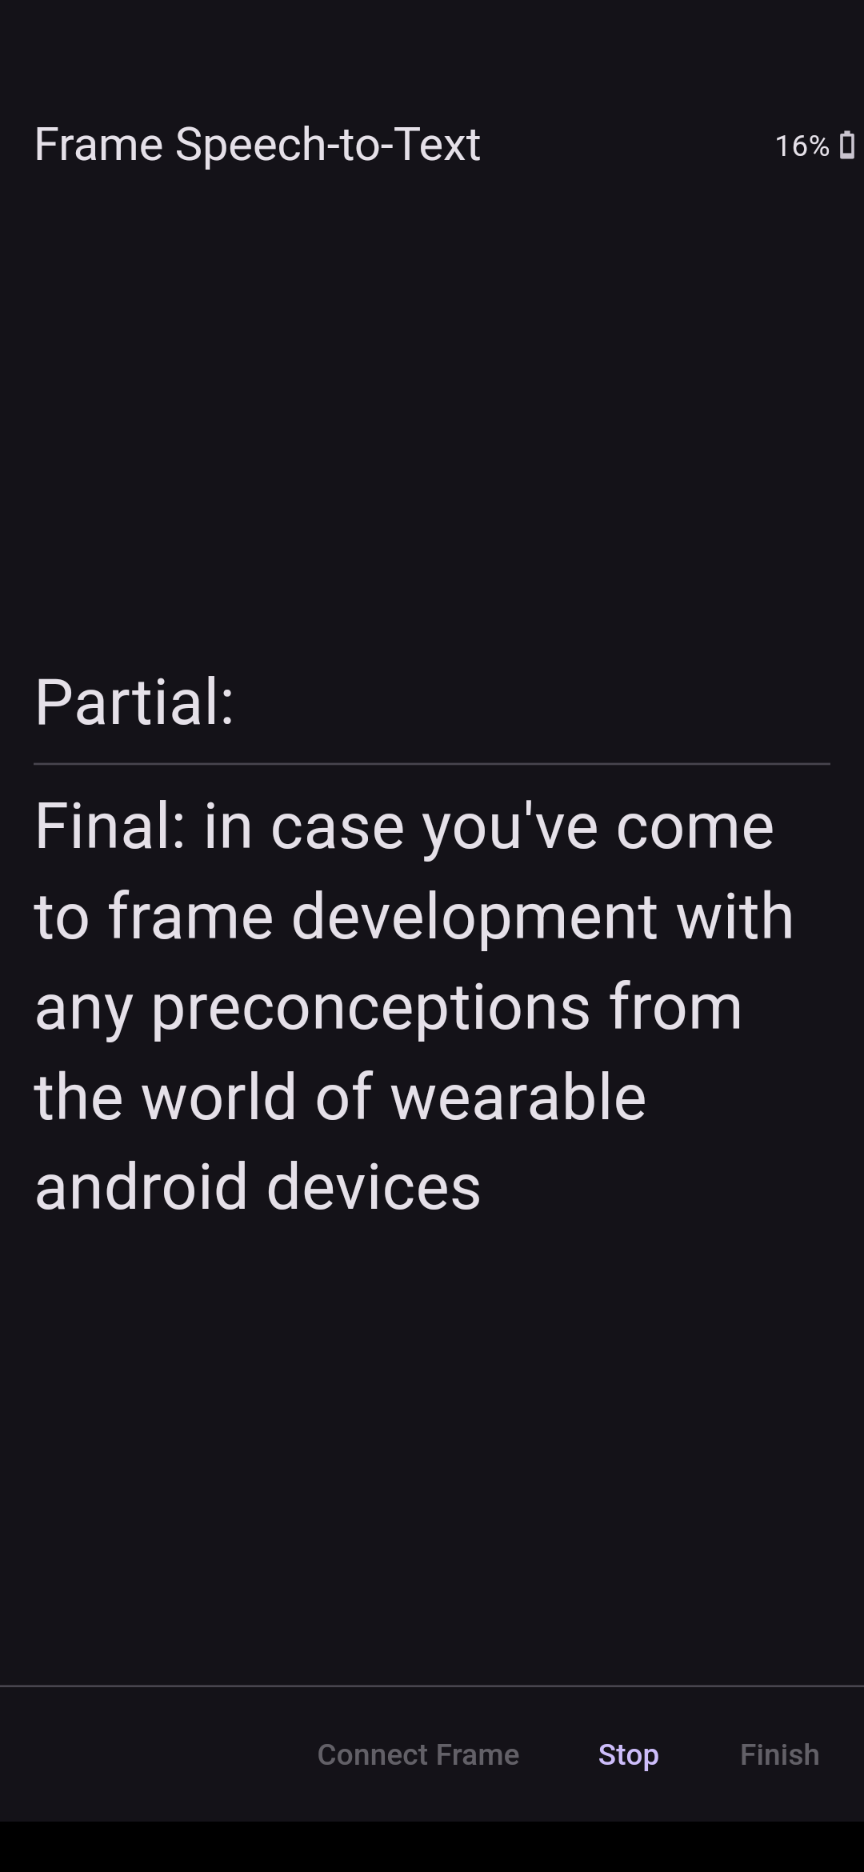 Frame Speech-to-Text
16%
Partial:
Final: in case you've come
to frame development with
any preconceptions from
the world of wearable
android devices
Connect Frame
Stop
Finish